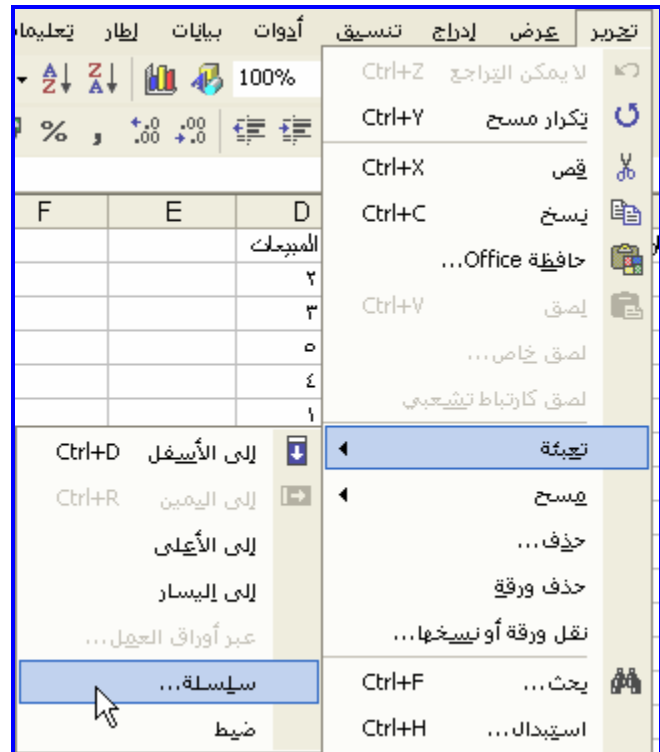 تحرير عرض إدراج تنسيق أدوات بيانات إطار تعليما
100%
% ,
D E F
المبيعات
٢
٣
٥
٤
١
لا يمكن التراجع Ctrl+Z
تكرار مسح Ctrl+Y
قص Ctrl+X
نسخ Ctrl+C
حافظة Office...
لصق Ctrl+V
لصق خاص...
لصق كارتباط تشعبي
تعبئة
مسح
حذف...
حذف ورقة
نقل ورقة أو نسخها...
بحث... Ctrl+F
استبدال... Ctrl+H
إلى الأسفل Ctrl+D
إلى اليمين Ctrl+R
إلى الأعلى
إلى اليسار
عبر أوراق العمل...
سلسلة...
ضبط